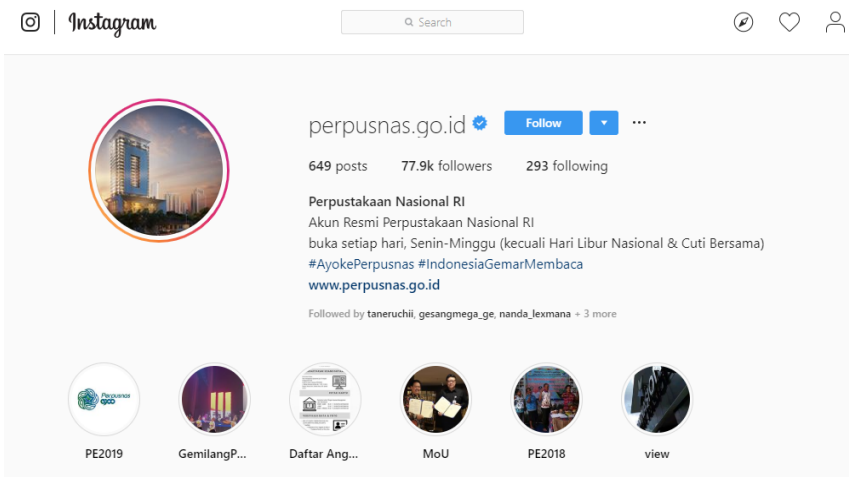 Instagram
Search
perpusnas.go.id Follow
649 posts 77.9k followers 293 following
Perpustakaan Nasional RI
Akun Resmi Perpustakaan Nasional RI
buka setiap hari, Senin-Minggu (kecuali Hari Libur Nasional & Cuti Bersama)
#AyokePerpusnas #IndonesiaGemarMembaca
www.perpusnas.go.id
Followed by taneruchii, gesangmega_ge, nanda_lexmana + 3 more
Perpusnas
PE2019 GemilangP... Daftar Ang... MoU PE2018 view